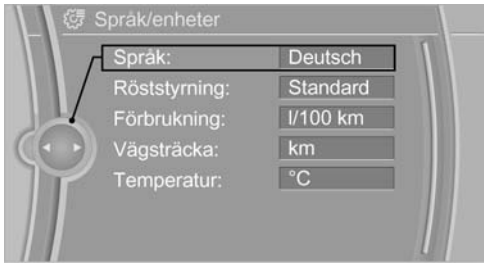 Språk/enheter
Språk: Deutsch
Röststyrning: Standard
Förbrukning: l/100 km
Vägsträcka: km
Temperatur: °C